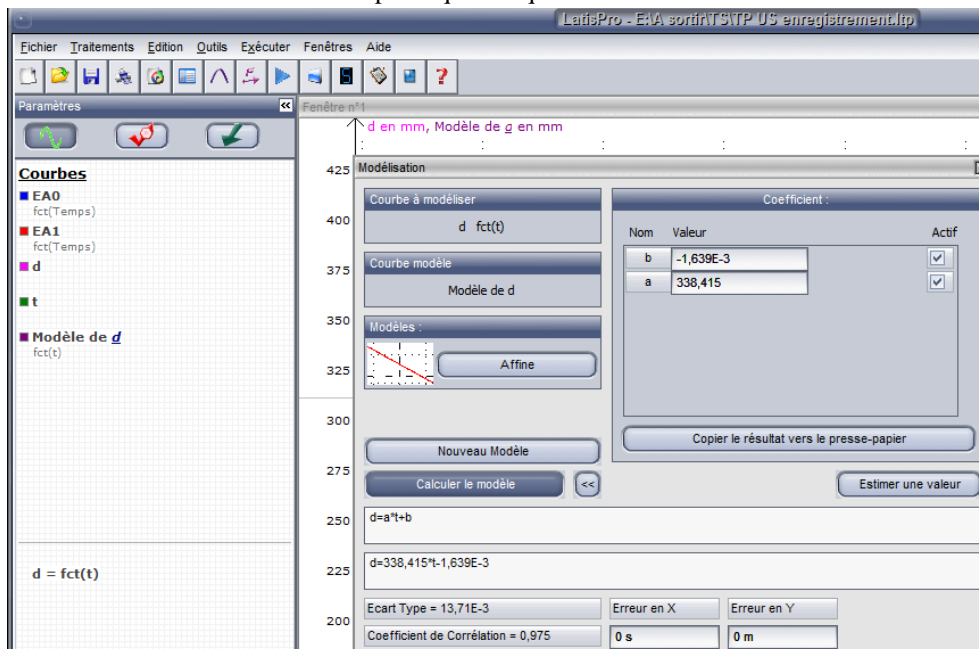 LatisPro - E:\A sortir\TS\TP US enregistrement.ltp
Fichier Traitements Edition Outils Exécuter Fenêtres Aide
Paramètres
Courbes
EA0
fct(Temps)
EA1
fct(Temps)
d
t
Modèle de d
fct(t)
d = fct(t)
Fenêtre n°1
d en mm, Modèle de d en mm
425
400
375
350
325
300
275
250
225
200
Modélisation
Courbe à modéliser
d fct(t)
Courbe modèle
Modèle de d
Modèles :
Affine
Nouveau Modèle
Calculer le modèle <<
Coefficient :
Nom Valeur Actif
b -1,639E-3
a 338,415
Copier le résultat vers le presse-papier
Estimer une valeur
d=a*t+b
d=338,415*t-1,639E-3
Ecart Type = 13,71E-3
Coefficient de Corrélation = 0,975
Erreur en X Erreur en Y
0 s 0 m